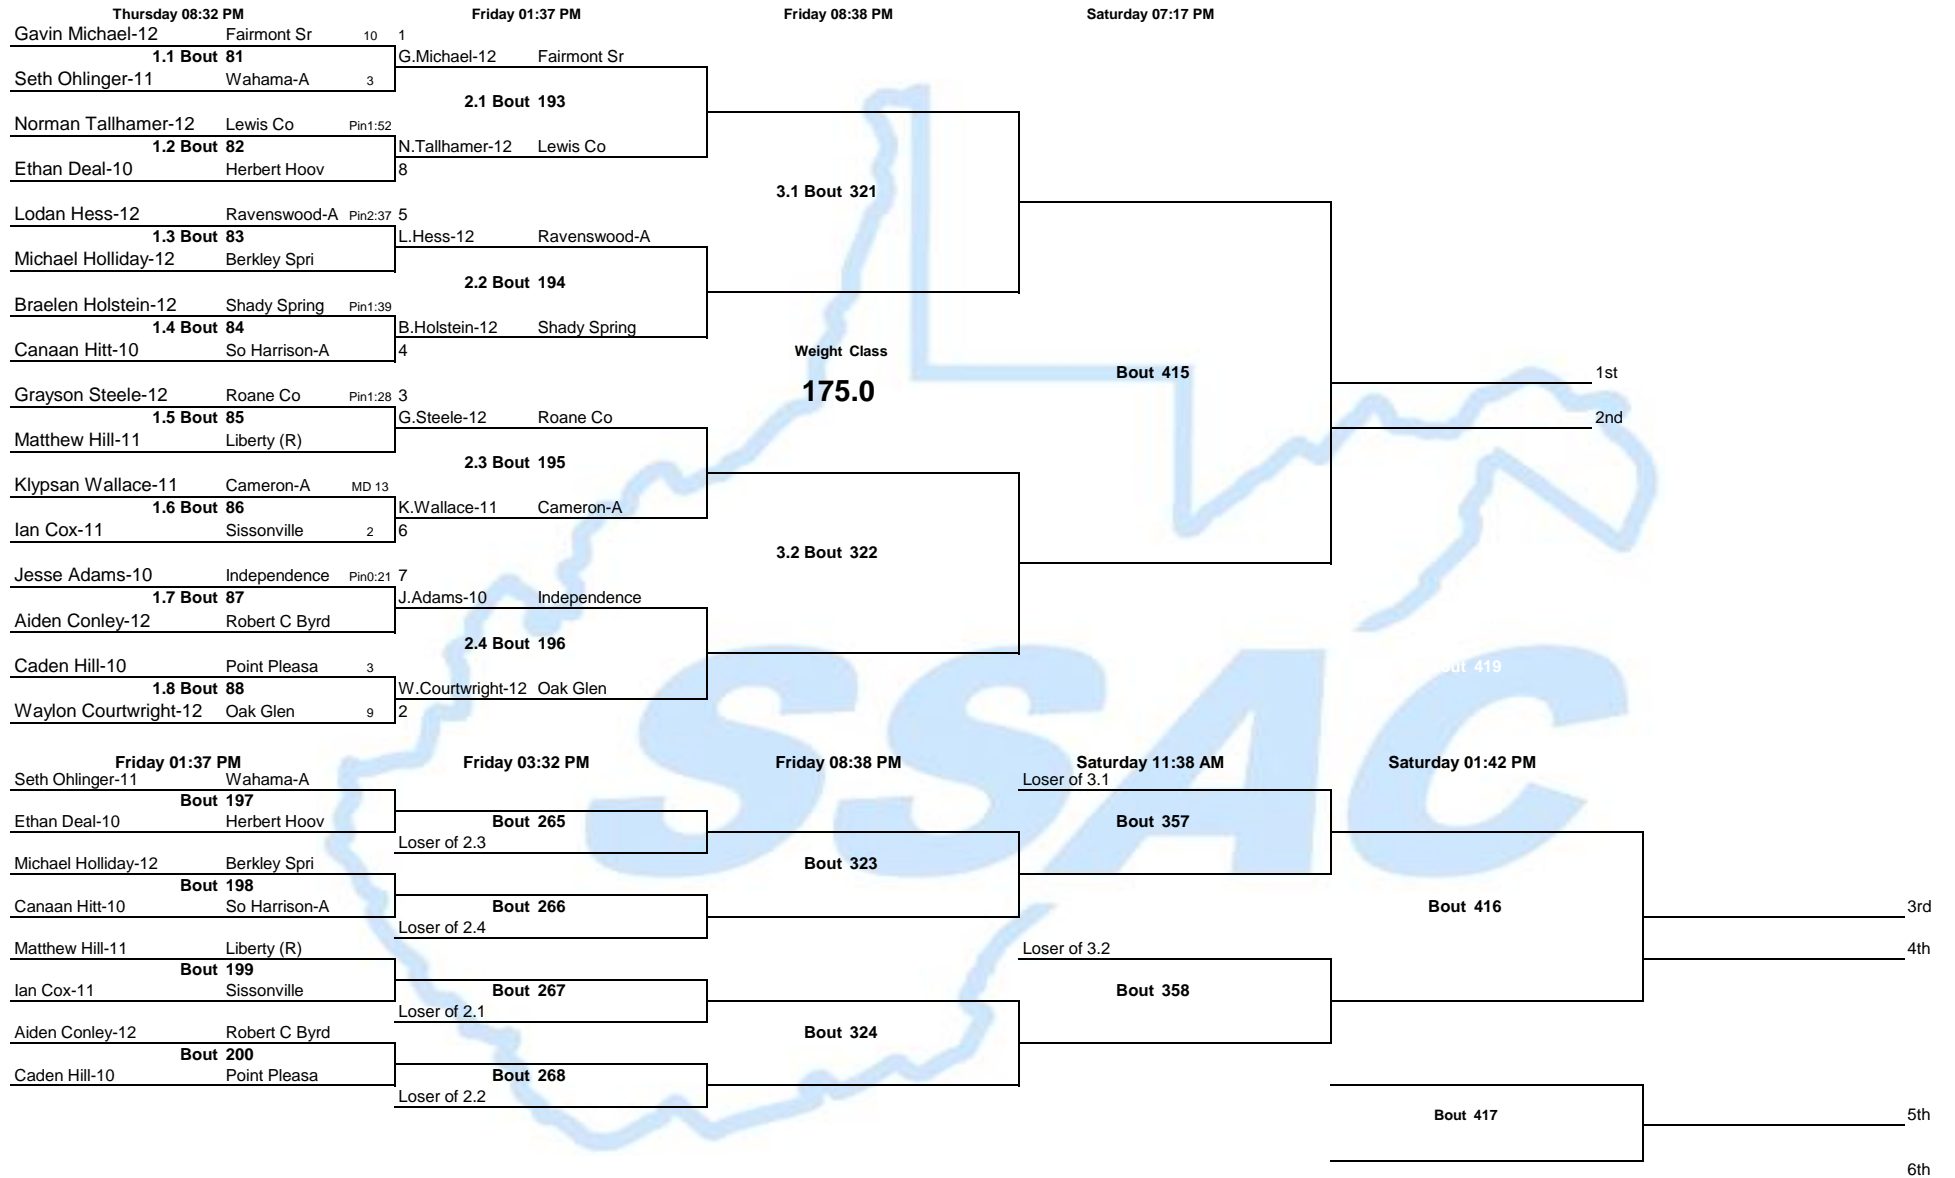 Thursday 08:32 PM Friday 01:37 PM Friday 08:38 PM Saturday 07:17 PM
Gavin Michael-12 Fairmont Sr 10 1
1.1 Bout 81 G.Michael-12 Fairmont Sr
Seth Ohlinger-11 Wahama-A 3
2.1 Bout 193
Norman Tallhamer-12 Lewis Co Pin1:52
1.2 Bout 82 N.Tallhamer-12 Lewis Co
Ethan Deal-10 Herbert Hoov 8
3.1 Bout 321
Lodan Hess-12 Ravenswood-A Pin2:37 5
1.3 Bout 83 L.Hess-12 Ravenswood-A
Michael Holliday-12 Berkley Spri
2.2 Bout 194
Braelen Holstein-12 Shady Spring Pin1:39
1.4 Bout 84 B.Holstein-12 Shady Spring
Canaan Hitt-10 So Harrison-A 4 Weight Class
Bout 415 1st
175.0
Grayson Steele-12 Roane Co Pin1:28 3
1.5 Bout 85 G.Steele-12 Roane Co 2nd
Matthew Hill-11 Liberty (R)
2.3 Bout 195
Klypsan Wallace-11 Cameron-A MD 13
1.6 Bout 86 K.Wallace-11 Cameron-A
Ian Cox-11 Sissonville 2 6
3.2 Bout 322
Jesse Adams-10 Independence Pin0:21 7
1.7 Bout 87 J.Adams-10 Independence
Aiden Conley-12 Robert C Byrd
2.4 Bout 196
Caden Hill-10 Point Pleasa 3 out 419
1.8 Bout 88 W.Courtwright-12 Oak Glen
Waylon Courtwright-12 Oak Glen 9 2
SSAC
Friday 01:37 PM Friday 03:32 PM Friday 08:38 PM Saturday 11:38 AM Saturday 01:42 PM
Seth Ohlinger-11 Wahama-A Loser of 3.1
Bout 197
Ethan Deal-10 Herbert Hoov Bout 265 Bout 357
Loser of 2.3
Michael Holliday-12 Berkley Spri Bout 323
Bout 198
Canaan Hitt-10 So Harrison-A Bout 266 Bout 416 3rd
Loser of 2.4
Matthew Hill-11 Liberty (R) Loser of 3.2 4th
Bout 199
Ian Cox-11 Sissonville Bout 267 Bout 358
Loser of 2.1
Aiden Conley-12 Robert C Byrd Bout 324
Bout 200
Caden Hill-10 Point Pleasa Bout 268
Loser of 2.2
Bout 417 5th
6th